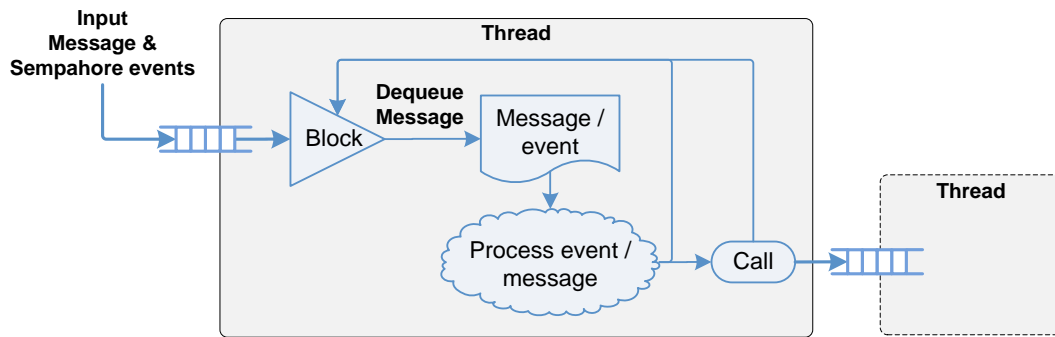 Input
Message &
Sempahore events
Thread
Dequeue
Message
Block
Message /
event
Process event /
message
Call
Thread